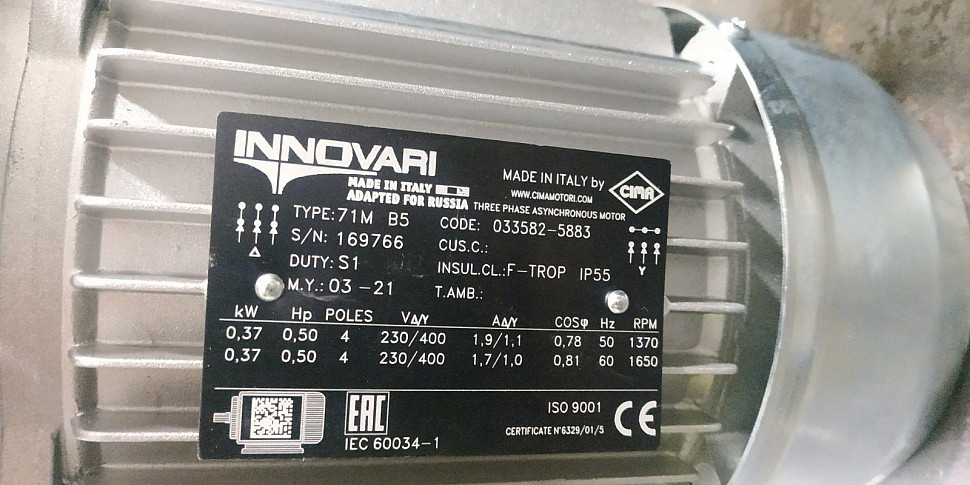 INNOVARI
MADE IN ITALY
ADAPTED FOR RUSSIA
MADE IN ITALY by CIMA
WWW.CIMAMOTORI.COM
THREE PHASE ASYNCHRONOUS MOTOR
TYPE: 71M B5 CODE: 033582-5883
S/N: 169766 CUS.C.:
DUTY: S1 INSUL.CL.: F-TROP IP55
M.Y.: 03-21 T.AMB.:
Δ Y
kW Hp POLES VΔ/Y AΔ/Y COSφ Hz RPM
0,37 0,50 4 230/400 1,9/1,1 0,78 50 1370
0,37 0,50 4 230/400 1,7/1,0 0,81 60 1650
EAC
IEC 60034-1
ISO 9001 CE
CERTIFICATE N°6329/01/5